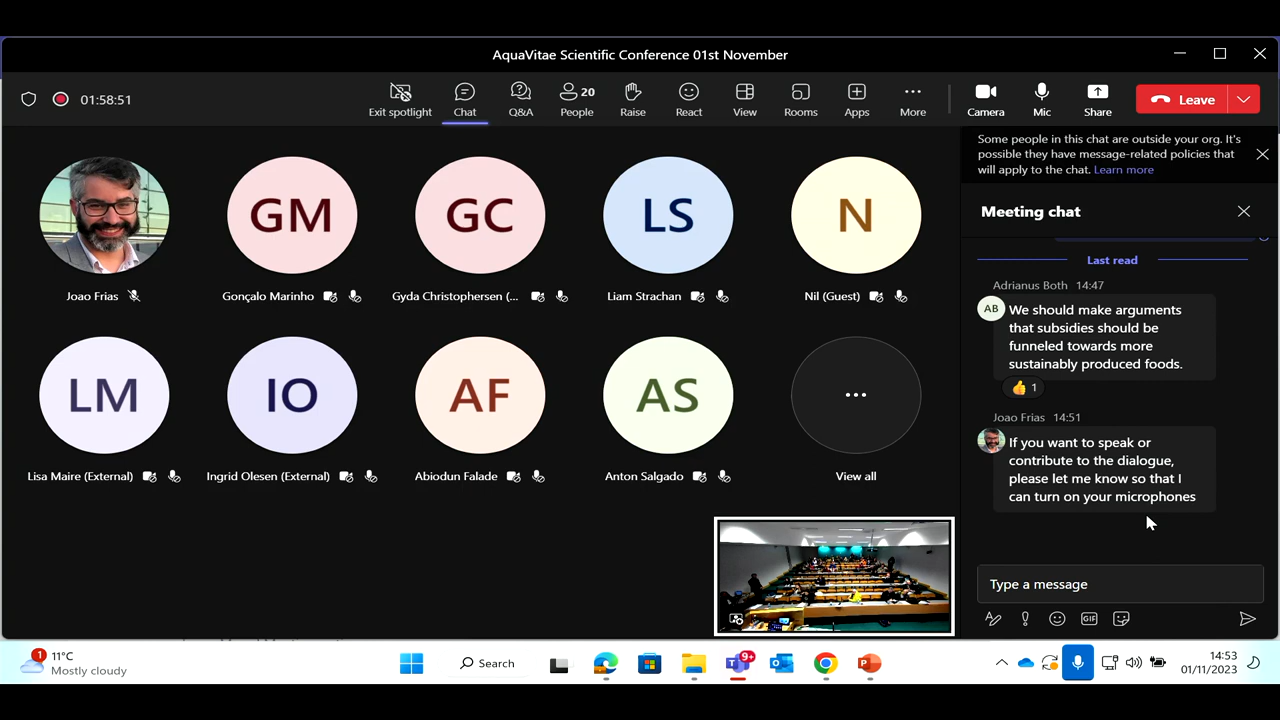 AquaVitae Scientific Conference 01st November
01:58:51
Exit spotlight
Chat
Q&A
20
People
Raise
React
View
Rooms
Apps
More
Camera
Mic
Share
Leave
Some people in this chat are outside your org. It's
possible they have message-related policies that
will apply to the chat. Learn more
Meeting chat
Last read
GM
GC
LS
N
Joao Frias
Gonçalo Marinho
Gyda Christophersen (...
Liam Strachan
Nil (Guest)
LM
IO
AF
AS
...
Lisa Maire (External)
Ingrid Olesen (External)
Abiodun Falade
Anton Salgado
View all
Adrianus Both 14:47
AB
We should make arguments
that subsidies should be
funneled towards more
sustainably produced foods.
1
Joao Frias 14:51
If you want to speak or
contribute to the dialogue,
please let me know so that I
can turn on your microphones
Type a message
GIF
1
11°C
Mostly cloudy
Search
9+
14:53
01/11/2023